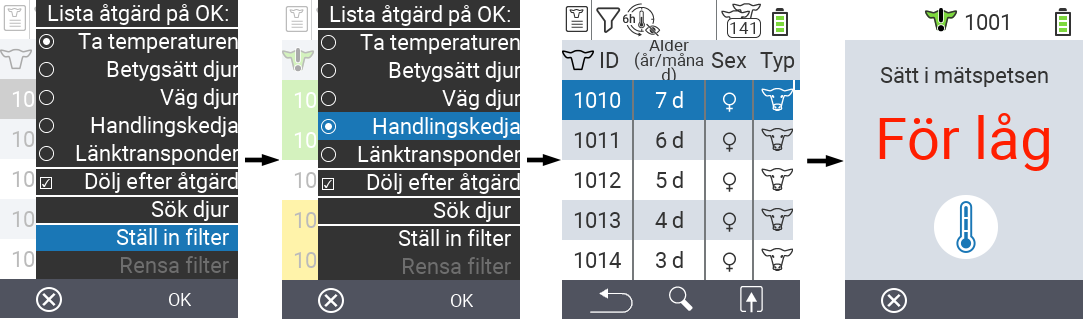 Lista åtgärd på OK:
Ta temperaturen
Betygsätt djur
Väg djur
10
Handlingskedja
10
Länktransponder
10
Dölj efter åtgärd
Sök djur
10
Ställ in filter
10
Rensa filter
OK
Lista åtgärd på OK:
Ta temperaturen
Betygsätt djur
Väg djur
10
Handlingskedja
10
Länktransponder
10
Dölj efter åtgärd
Sök djur
10
Ställ in filter
10
Rensa filter
OK
6h
141
ID Ålder (år/måna d) Sex Typ
1010 7 d ♀
1011 6 d ♀
1012 5 d ♀
1013 4 d ♀
1014 3 d ♀
1001
Sätt i mätspetsen
För låg